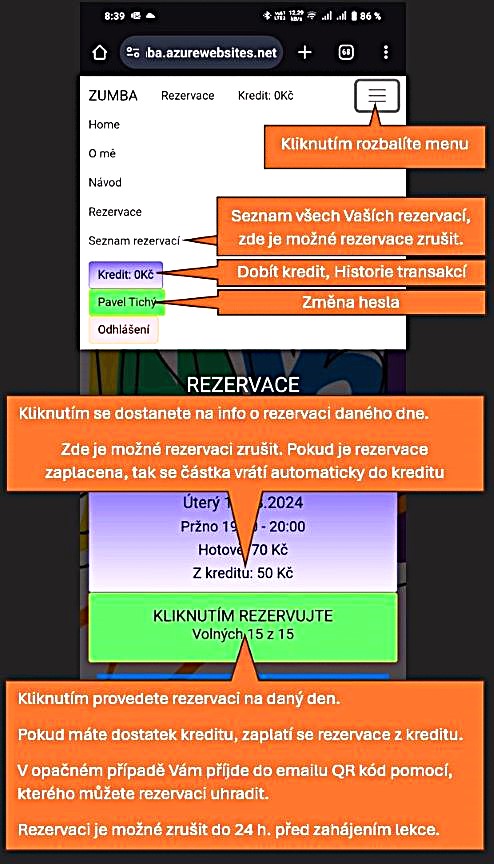 8:39
12,29
KB/s
86 %
ba.azurewebsites.net
68
ZUMBA Rezervace Kredit: 0Kč
Home
Kliknutím rozbalíte menu
O mě
Návod
Rezervace
Seznam rezervací
Seznam všech Vaších rezervací,
zde je možné rezervace zrušit.
Kredit: 0Kč
Dobít kredit, Historie transakcí
Pavel Tichý
Změna hesla
Odhlášení
REZERVACE
Kliknutím se dostanete na info o rezervaci daného dne.
Zde je možné rezervaci zrušit. Pokud je rezervace
zaplacena, tak se částka vrátí automaticky do kreditu
Úterý .2024
Pržno - 20:00
Hotově 70 Kč
Z kreditu: 50 Kč
KLIKNUTÍM REZERVUJTE
Volných 15 z 15
Kliknutím provedete rezervaci na daný den.
Pokud máte dostatek kreditu, zaplatí se rezervace z kreditu.
V opačném případě Vám příjde do emailu QR kód pomocí,
kterého můžete rezervaci uhradit.
Rezervaci je možné zrušit do 24 h. před zahájením lekce.